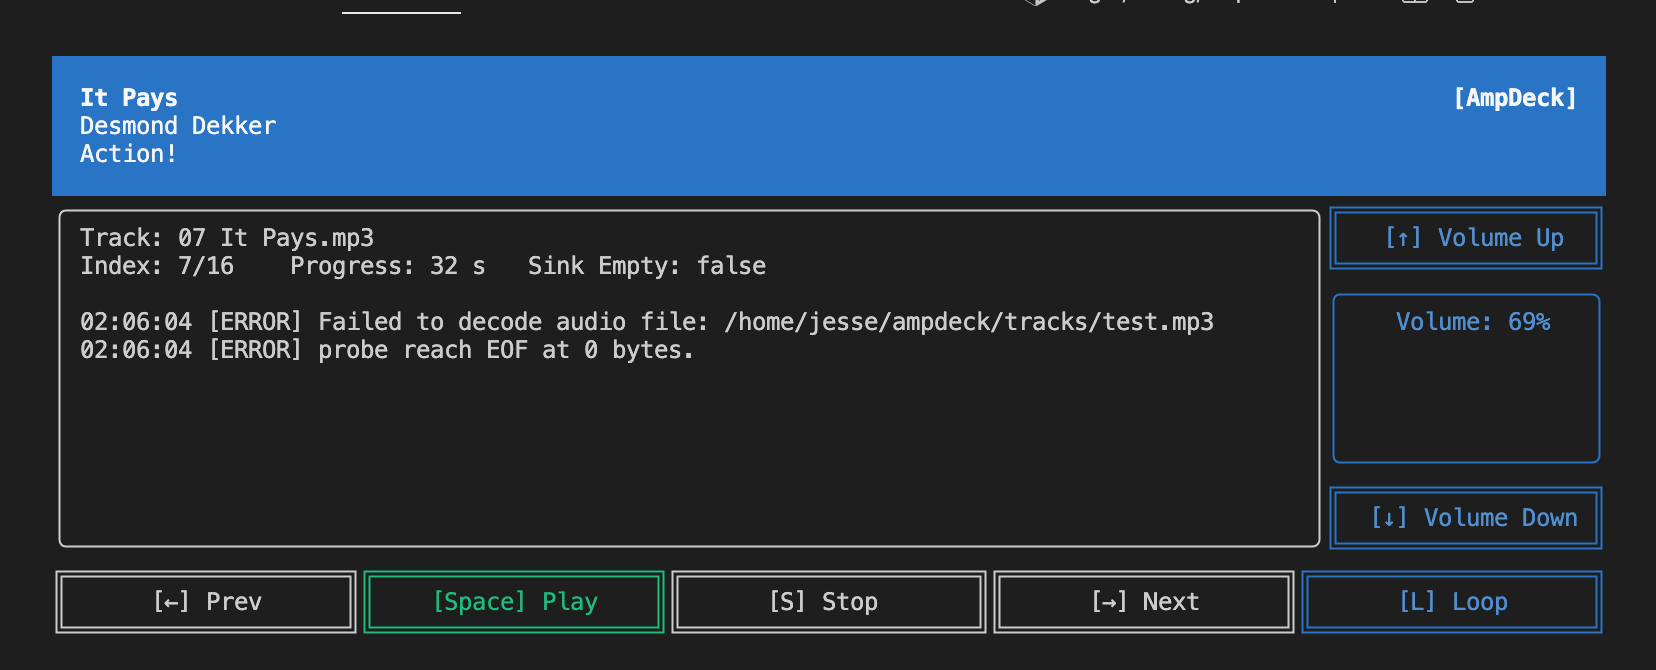 It Pays
[AmpDeck]
Desmond Dekker
Action!
Track: 07 It Pays.mp3
Index: 7/16    Progress: 32 s   Sink Empty: false
02:06:04 [ERROR] Failed to decode audio file: /home/jesse/ampdeck/tracks/test.mp3
02:06:04 [ERROR] probe reach EOF at 0 bytes.
[↑] Volume Up
Volume: 69%
[↓] Volume Down
[←] Prev
[Space] Play
[S] Stop
[→] Next
[L] Loop